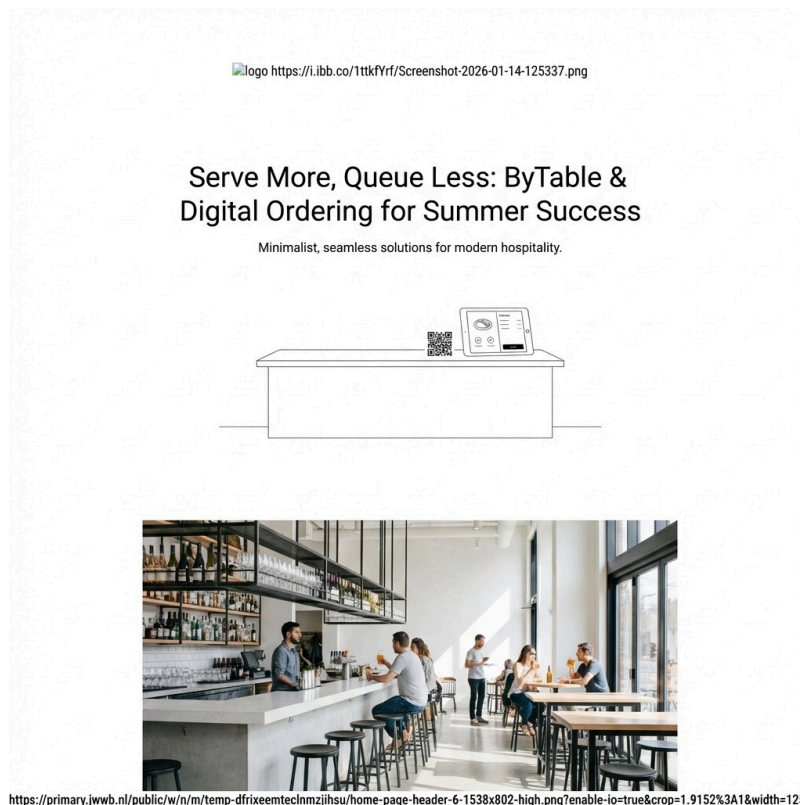 logo https://i.ibb.co/1ttkfYrf/Screenshot-2026-01-14-125337.png
Serve More, Queue Less: ByTable &
Digital Ordering for Summer Success
Minimalist, seamless solutions for modern hospitality.
https://primary.jwwb.nl/public/w/n/m/temp-dfrixeemteclnmzjihsu/home-page-header-6-1538x802-high.png?enable-io=true&crop=1.9152%3A1&width=12